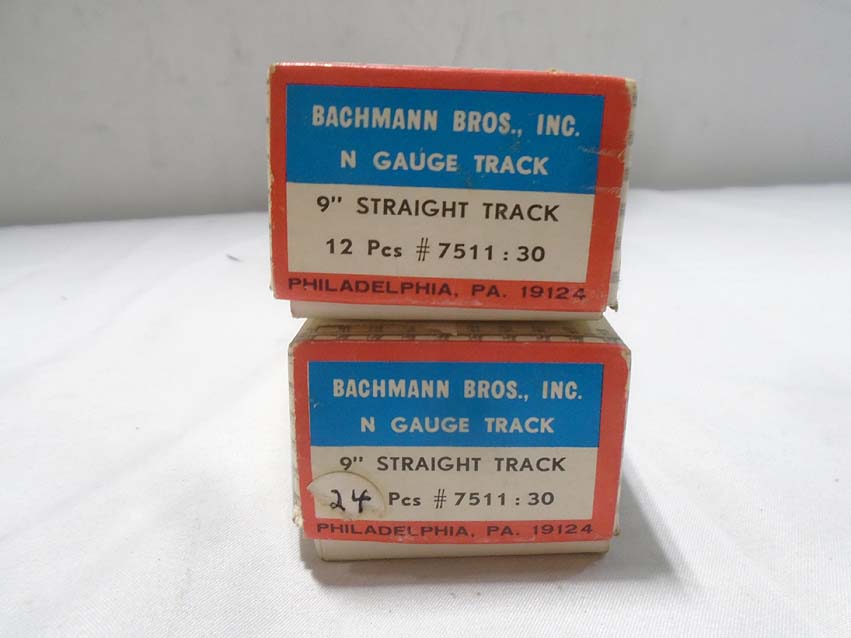 BACHMANN BROS., INC.
N GAUGE TRACK
9" STRAIGHT TRACK
12 Pcs # 7511 : 30
PHILADELPHIA, PA. 19124
BACHMANN BROS., INC.
N GAUGE TRACK
9" STRAIGHT TRACK
24 Pcs # 7511 : 30
PHILADELPHIA, PA. 19124